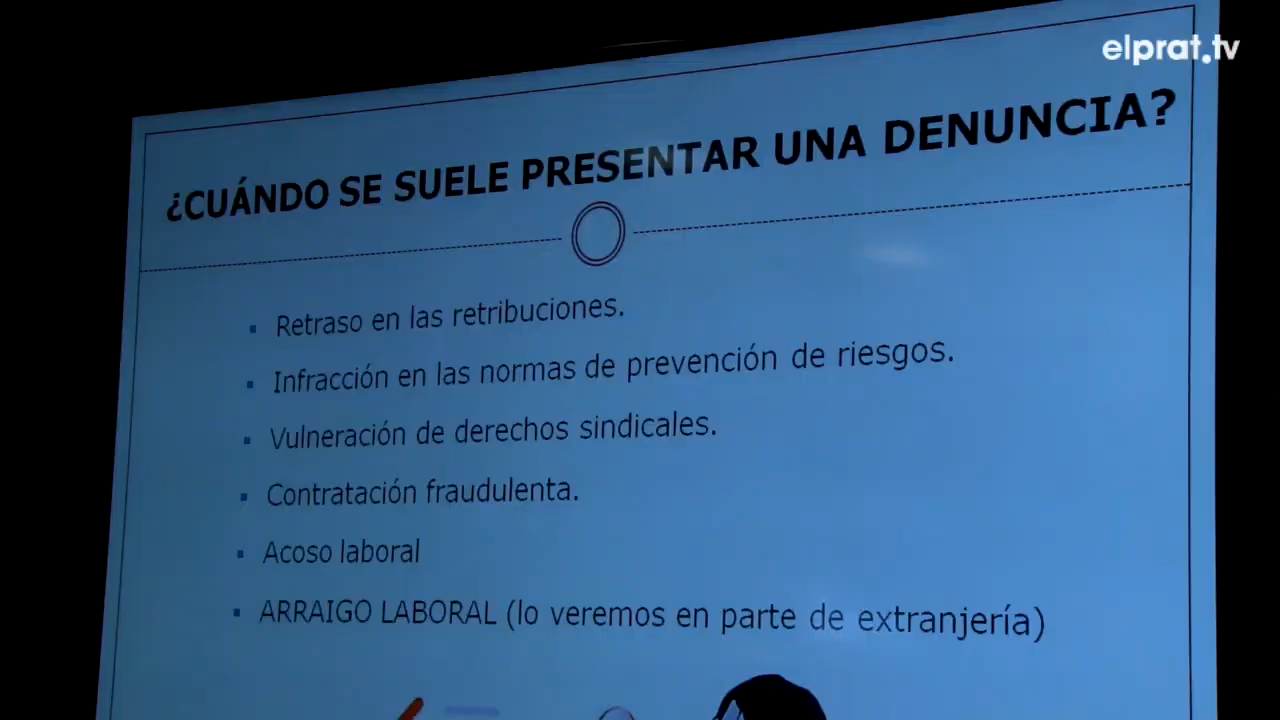 elprat.tv
¿CUÁNDO SE SUELE PRESENTAR UNA DENUNCIA?
▪ Retraso en las retribuciones.
▪ Infracción en las normas de prevención de riesgos.
▪ Vulneración de derechos sindicales.
▪ Contratación fraudulenta.
▪ Acoso laboral
▪ ARRAIGO LABORAL (lo veremos en parte de extranjería)